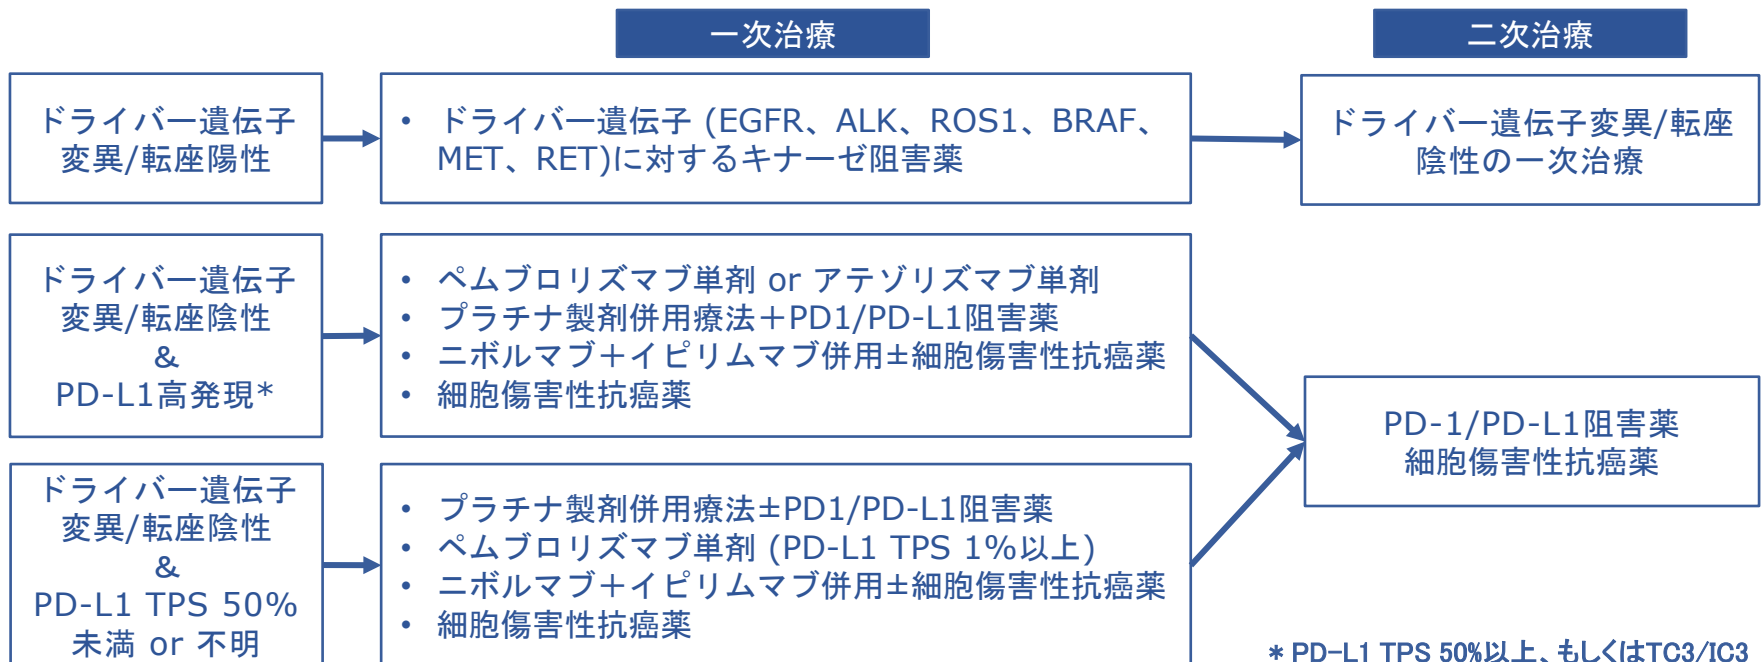 一次治療
二次治療
ドライバー遺伝子
変異/転座陽性
• ドライバー遺伝子 (EGFR、ALK、ROS1、BRAF、
MET、RET)に対するキナーゼ阻害薬
ドライバー遺伝子変異/転座
陰性の一次治療
ドライバー遺伝子
変異/転座陰性
&
PD-L1高発現*
• ペムブロリズマブ単剤 or アテゾリズマブ単剤
• プラチナ製剤併用療法＋PD1/PD-L1阻害薬
• ニボルマブ＋イピリムマブ併用±細胞傷害性抗癌薬
• 細胞傷害性抗癌薬
PD-1/PD-L1阻害薬
細胞傷害性抗癌薬
ドライバー遺伝子
変異/転座陰性
&
PD-L1 TPS 50%
未満 or 不明
• プラチナ製剤併用療法±PD1/PD-L1阻害薬
• ペムブロリズマブ単剤 (PD-L1 TPS 1%以上)
• ニボルマブ＋イピリムマブ併用±細胞傷害性抗癌薬
• 細胞傷害性抗癌薬
* PD-L1 TPS 50%以上、もしくはTC3/IC3